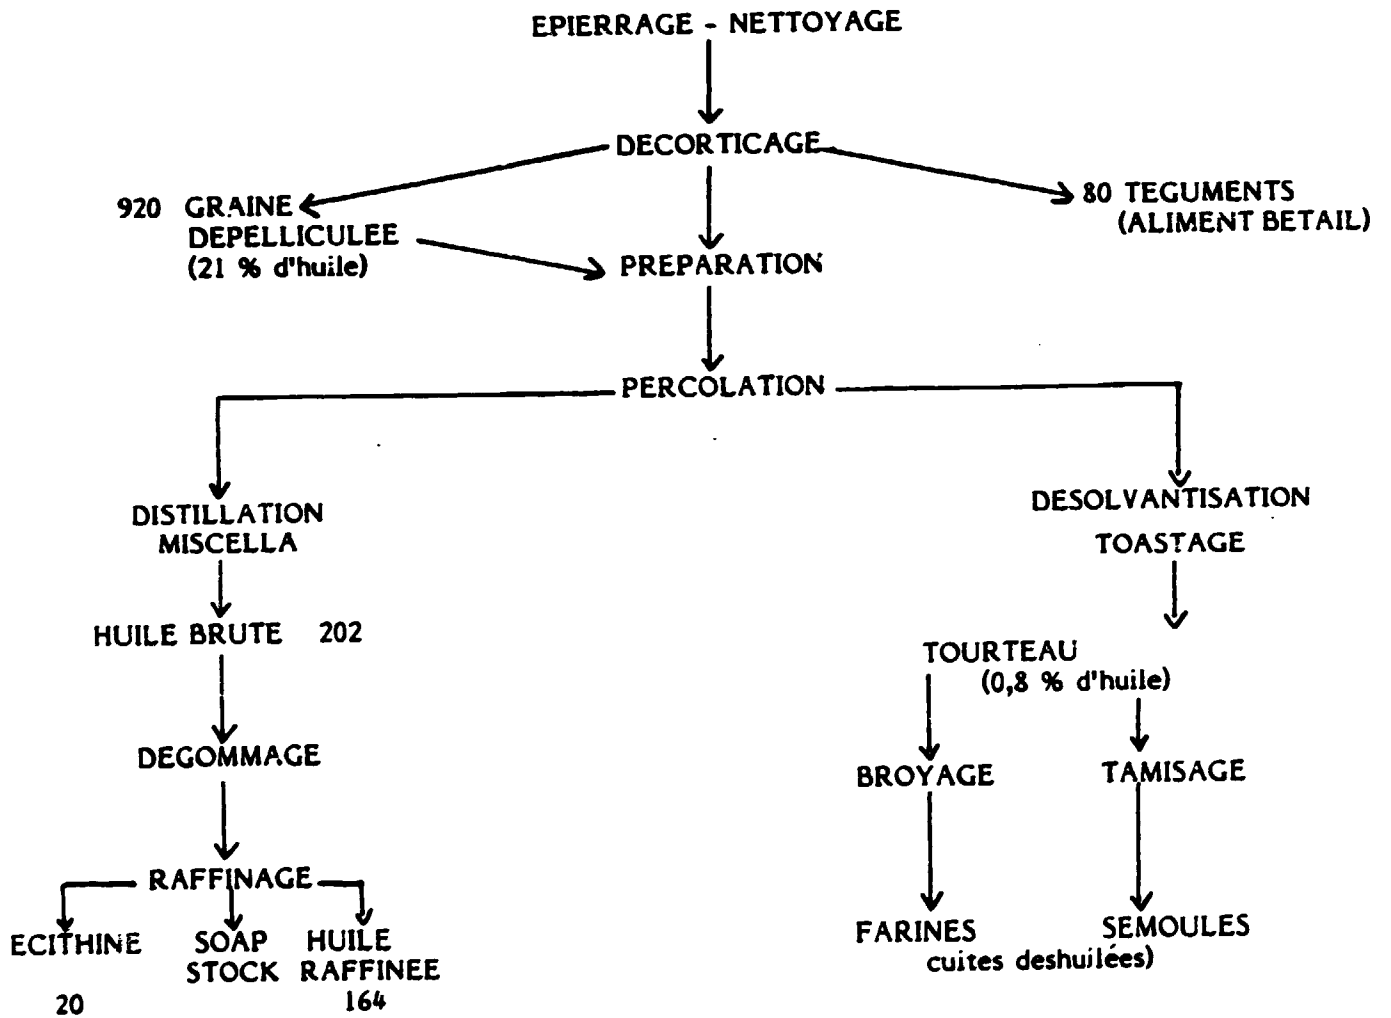 EPIERRAGE - NETTOYAGE
DECORTICAGE
920 GRAINE
DEPELLICULEE
(21 % d'huile)
80 TEGUMENTS
(ALIMENT BETAIL)
PREPARATION
PERCOLATION
DISTILLATION
MISCELLA
DESOLVANTISATION
TOASTAGE
HUILE BRUTE 202
TOURTEAU
(0,8 % d'huile)
DEGOMMAGE
BROYAGE
TAMISAGE
RAFFINAGE
ECITHINE
20
SOAP
STOCK
HUILE
RAFFINEE
164
FARINES
SEMOULES
cuites deshuilées)